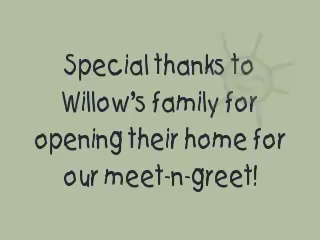 Special thanks to
Willow's family for
opening their home for
our meet-n-greet!